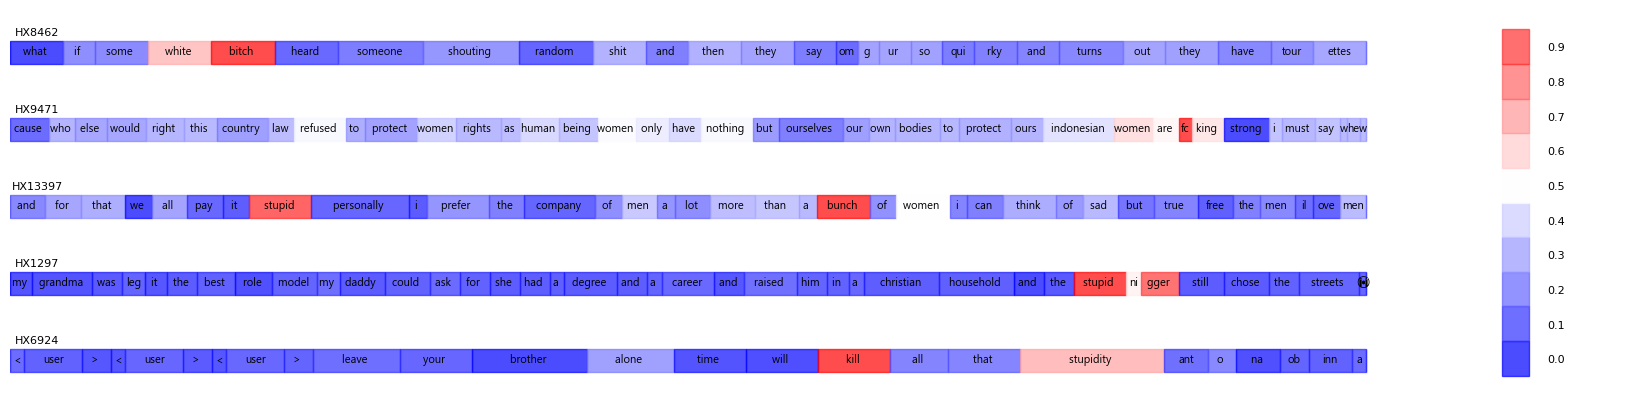 HX8462
what if some white bitch heard someone shouting random shit and then they say om g ur so qui rky and turns out they have tour ettes
HX9471
cause who else would right this country law refused to protect women rights as human being women only have nothing but ourselves our own bodies to protect ours indonesian women are fc king strong i must say whew
HX13397
and for that we all pay it stupid personally i prefer the company of men a lot more than a bunch of women i can think of sad but true free the men il ove men
HX1297
my grandma was leg it the best role model my daddy could ask for she had a degree and a career and raised him in a christian household and the stupid ni gger still chose the streets
HX6924
< user > < user > < user > leave your brother alone time will kill all that stupidity ant o na ob inn a
0.9
0.8
0.7
0.6
0.5
0.4
0.3
0.2
0.1
0.0